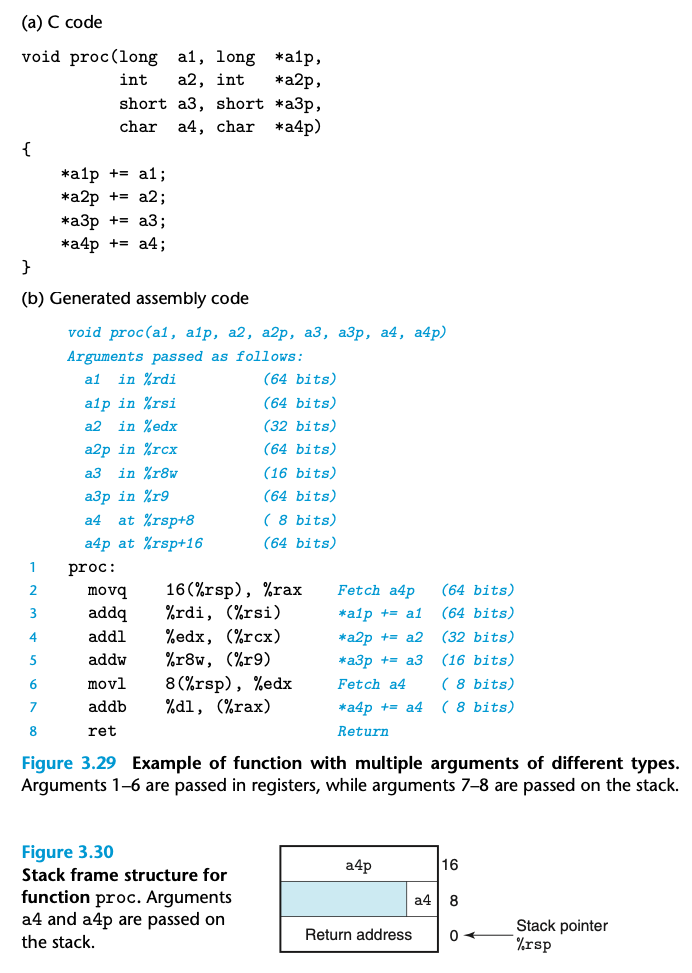 (a) C code
void proc(long  a1, long  *a1p,
          int   a2, int   *a2p,
          short a3, short *a3p,
          char  a4, char  *a4p)
{
    *a1p += a1;
    *a2p += a2;
    *a3p += a3;
    *a4p += a4;
}
(b) Generated assembly code
void proc(a1, a1p, a2, a2p, a3, a3p, a4, a4p)
Arguments passed as follows:
a1 in %rdi (64 bits)
a1p in %rsi (64 bits)
a2 in %edx (32 bits)
a2p in %rcx (64 bits)
a3 in %r8w (16 bits)
a3p in %r9 (64 bits)
a4 at %rsp+8 ( 8 bits)
a4p at %rsp+16 (64 bits)
1 proc:
2 movq 16(%rsp), %rax Fetch a4p (64 bits)
3 addq %rdi, (%rsi) *a1p += a1 (64 bits)
4 addl %edx, (%rcx) *a2p += a2 (32 bits)
5 addw %r8w, (%r9) *a3p += a3 (16 bits)
6 movl 8(%rsp), %edx Fetch a4 ( 8 bits)
7 addb %dl, (%rax) *a4p += a4 ( 8 bits)
8 ret Return
Figure 3.29 Example of function with multiple arguments of different types.
Arguments 1–6 are passed in registers, while arguments 7–8 are passed on the stack.
Figure 3.30
Stack frame structure for
function proc. Arguments
a4 and a4p are passed on
the stack.
a4p 16
a4 8
Return address 0 Stack pointer
%rsp